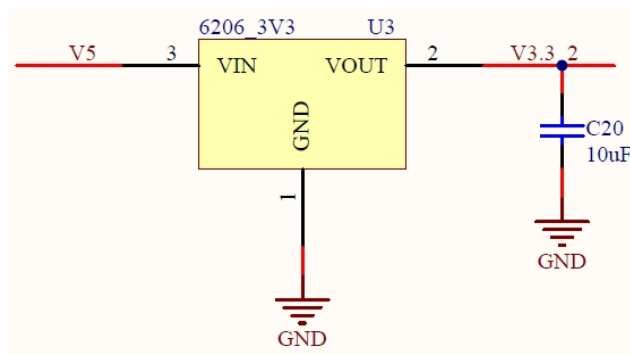 6206_3V3 U3
V5 3 VIN VOUT 2 V3.3_2
GND
1
C20
10uF
GND
GND